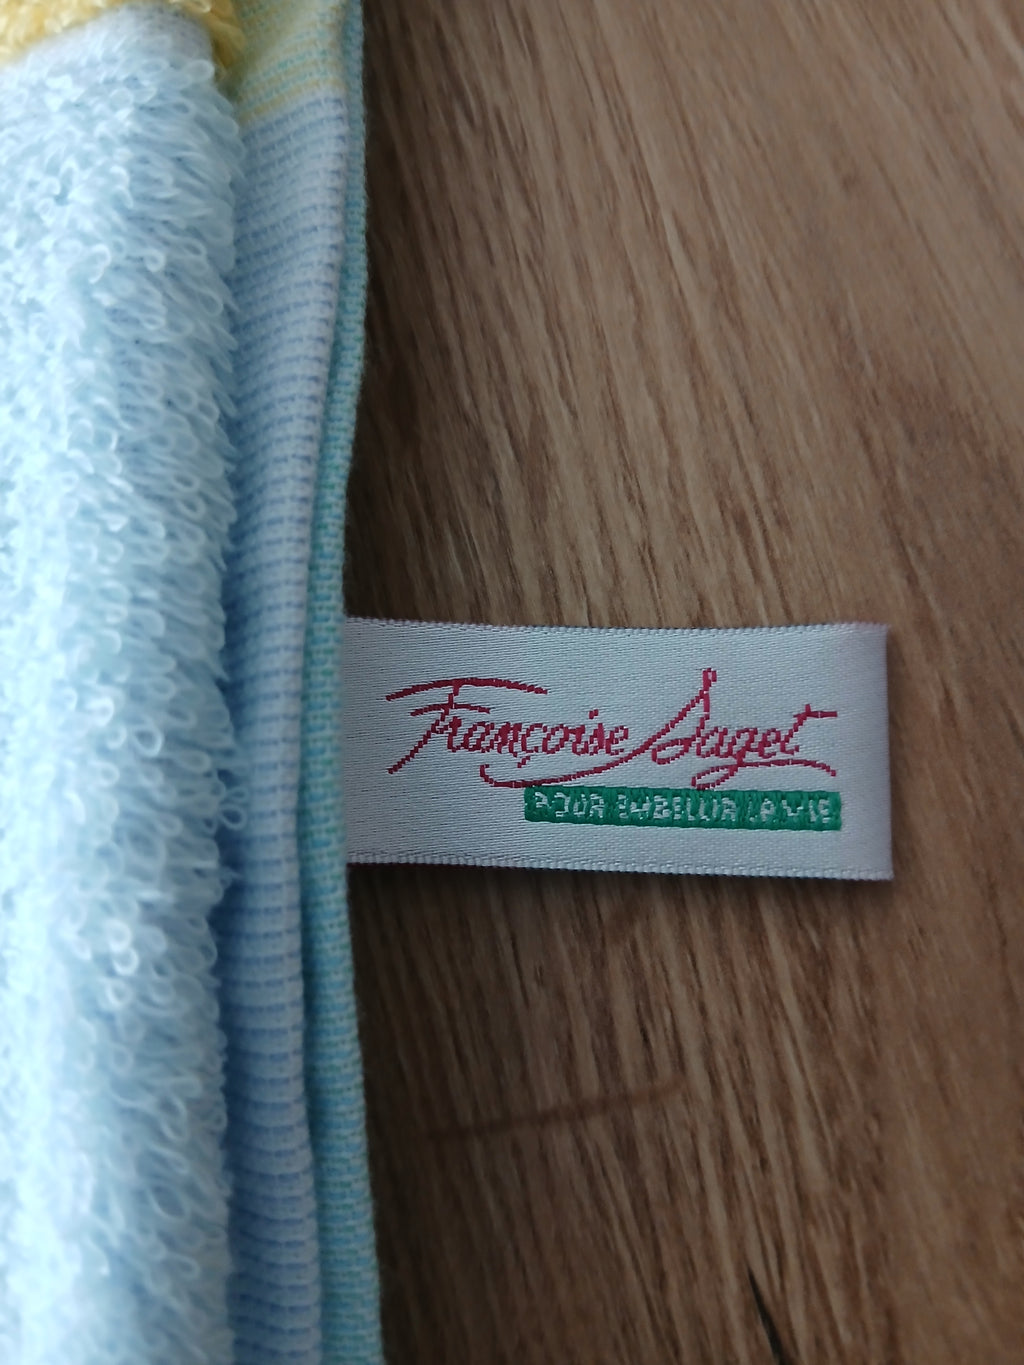 Françoise Saget
POUR EMBELLIR LA VIE